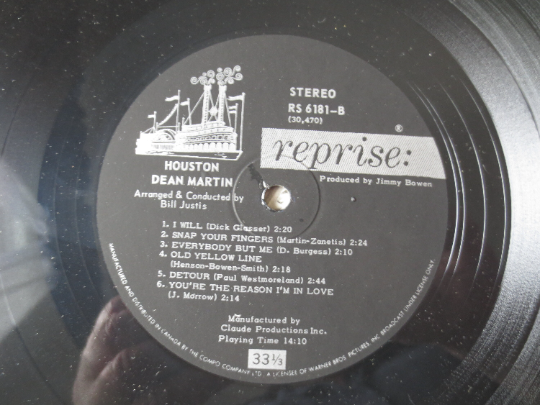 STEREO
RS 6181-B
(30,470)
®
reprise:
HOUSTON
DEAN MARTIN
Produced by Jimmy Bowen
Arranged & Conducted by
Bill Justis
1. I WILL (Dick Glasser) 2:20
2. SNAP YOUR FINGERS (Martin-Zanetis) 2:24
3. EVERYBODY BUT ME (D. Burgess) 2:10
4. OLD YELLOW LINE
(Henson-Bowen-Smith) 2:18
5. DETOUR (Paul Westmoreland) 2:44
6. YOU'RE THE REASON I'M IN LOVE
(J. Morrow) 2:14
Manufactured by
Claude Productions Inc.
Playing Time 14:10
33⅓
MANUFACTURED AND DISTRIBUTED IN CANADA BY THE COMPO COMPANY LTD. A LICENSEE OF WARNER BROS. PICTURES INC. BROADCAST UNDER LICENSE ONLY.